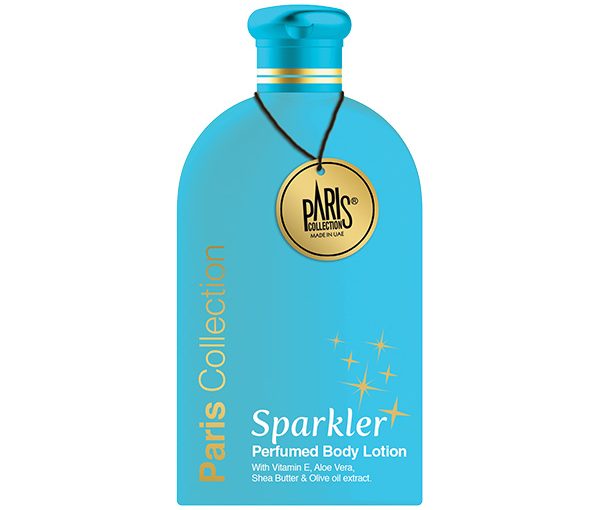 PARIS®
COLLECTION
MADE IN UAE
Paris Collection
Sparkler
Perfumed Body Lotion
With Vitamin E, Aloe Vera,
Shea Butter & Olive oil extract.